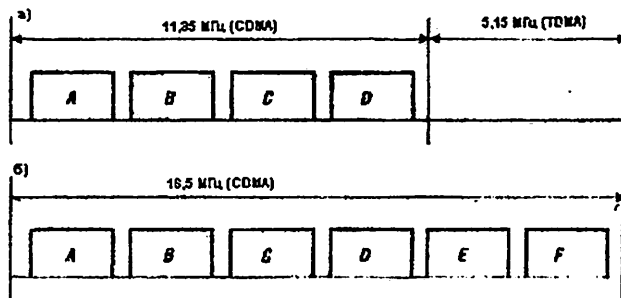 а)
11,35 МГц (CDMA) 5,15 МГц (TDMA)
A B C D
б)
16,5 МГц (CDMA)
f
A B C D E F